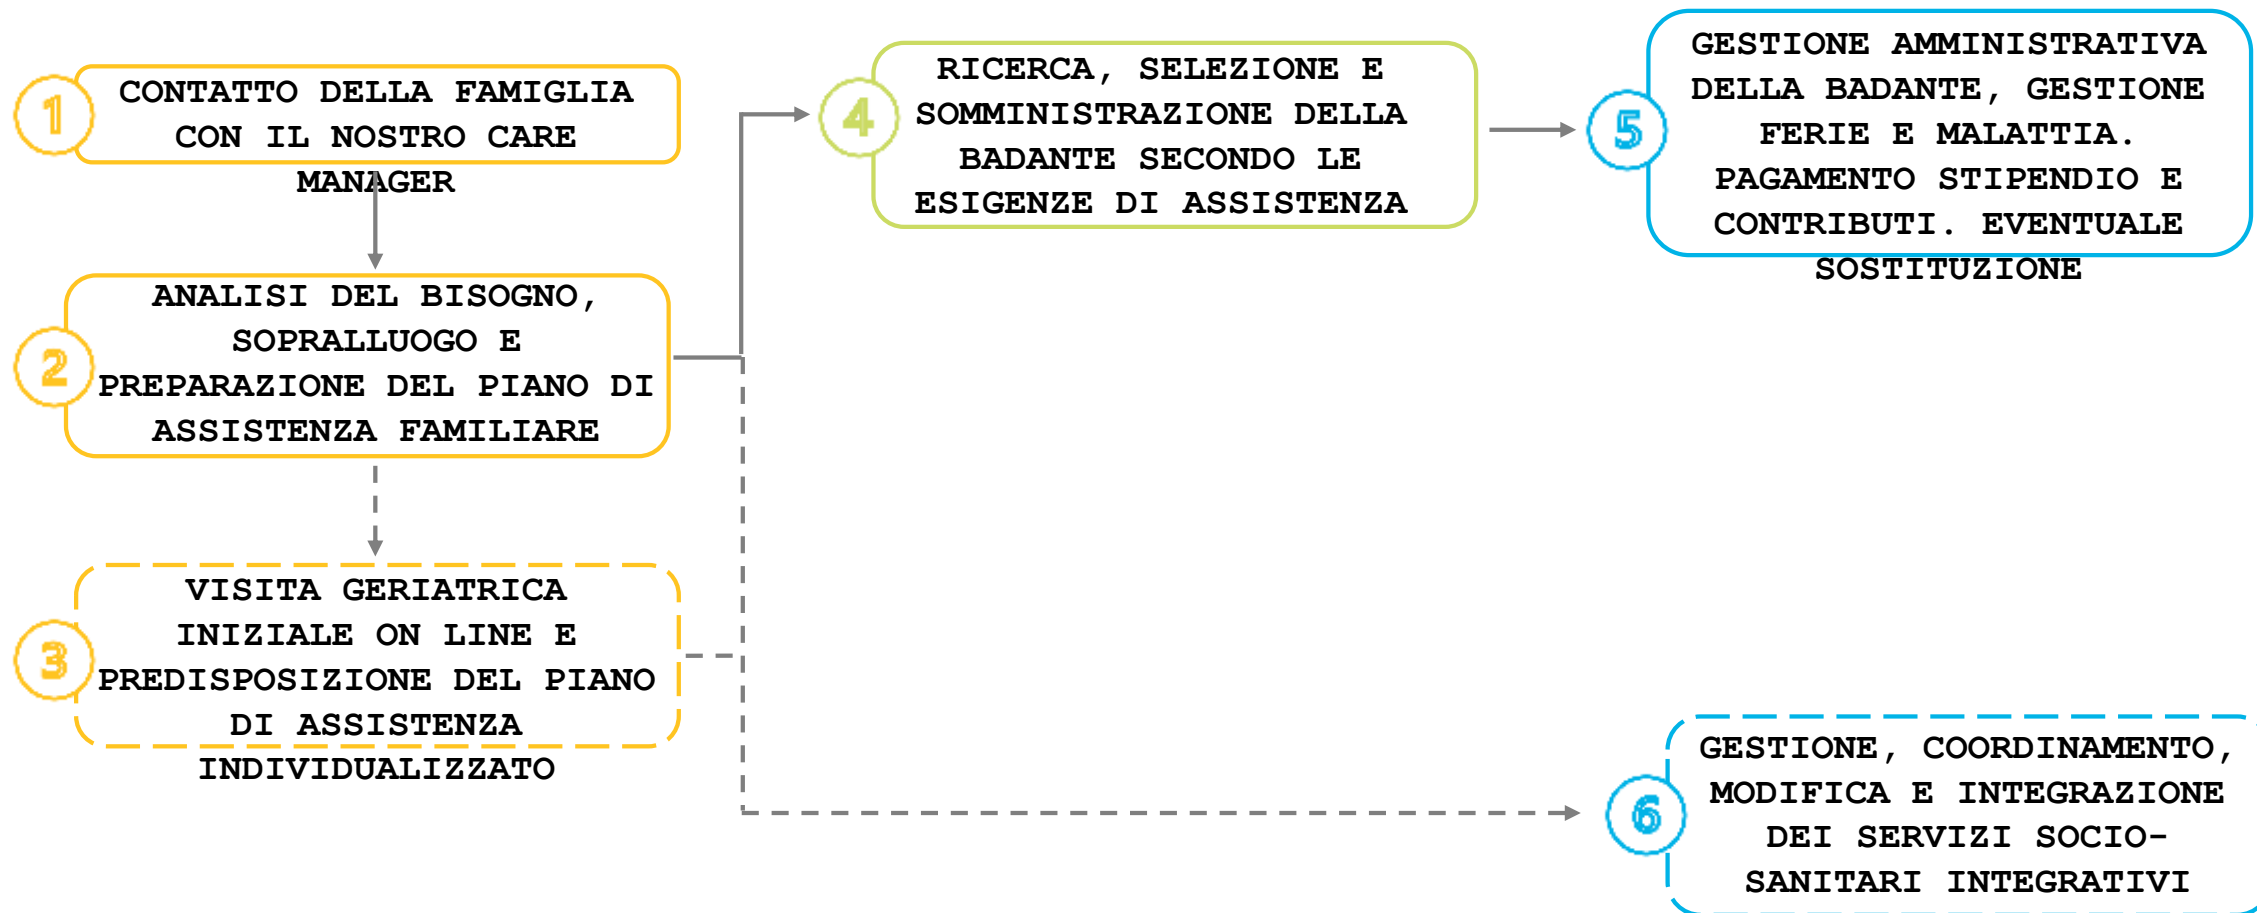 1
CONTATTO DELLA FAMIGLIA
CON IL NOSTRO CARE
MANAGER
2
ANALISI DEL BISOGNO,
SOPRALLUOGO E
PREPARAZIONE DEL PIANO DI
ASSISTENZA FAMILIARE
3
VISITA GERIATRICA
INIZIALE ON LINE E
PREDISPOSIZIONE DEL PIANO
DI ASSISTENZA
INDIVIDUALIZZATO
4
RICERCA, SELEZIONE E
SOMMINISTRAZIONE DELLA
BADANTE SECONDO LE
ESIGENZE DI ASSISTENZA
5
GESTIONE AMMINISTRATIVA
DELLA BADANTE, GESTIONE
FERIE E MALATTIA.
PAGAMENTO STIPENDIO E
CONTRIBUTI. EVENTUALE
SOSTITUZIONE
6
GESTIONE, COORDINAMENTO,
MODIFICA E INTEGRAZIONE
DEI SERVIZI SOCIO-
SANITARI INTEGRATIVI